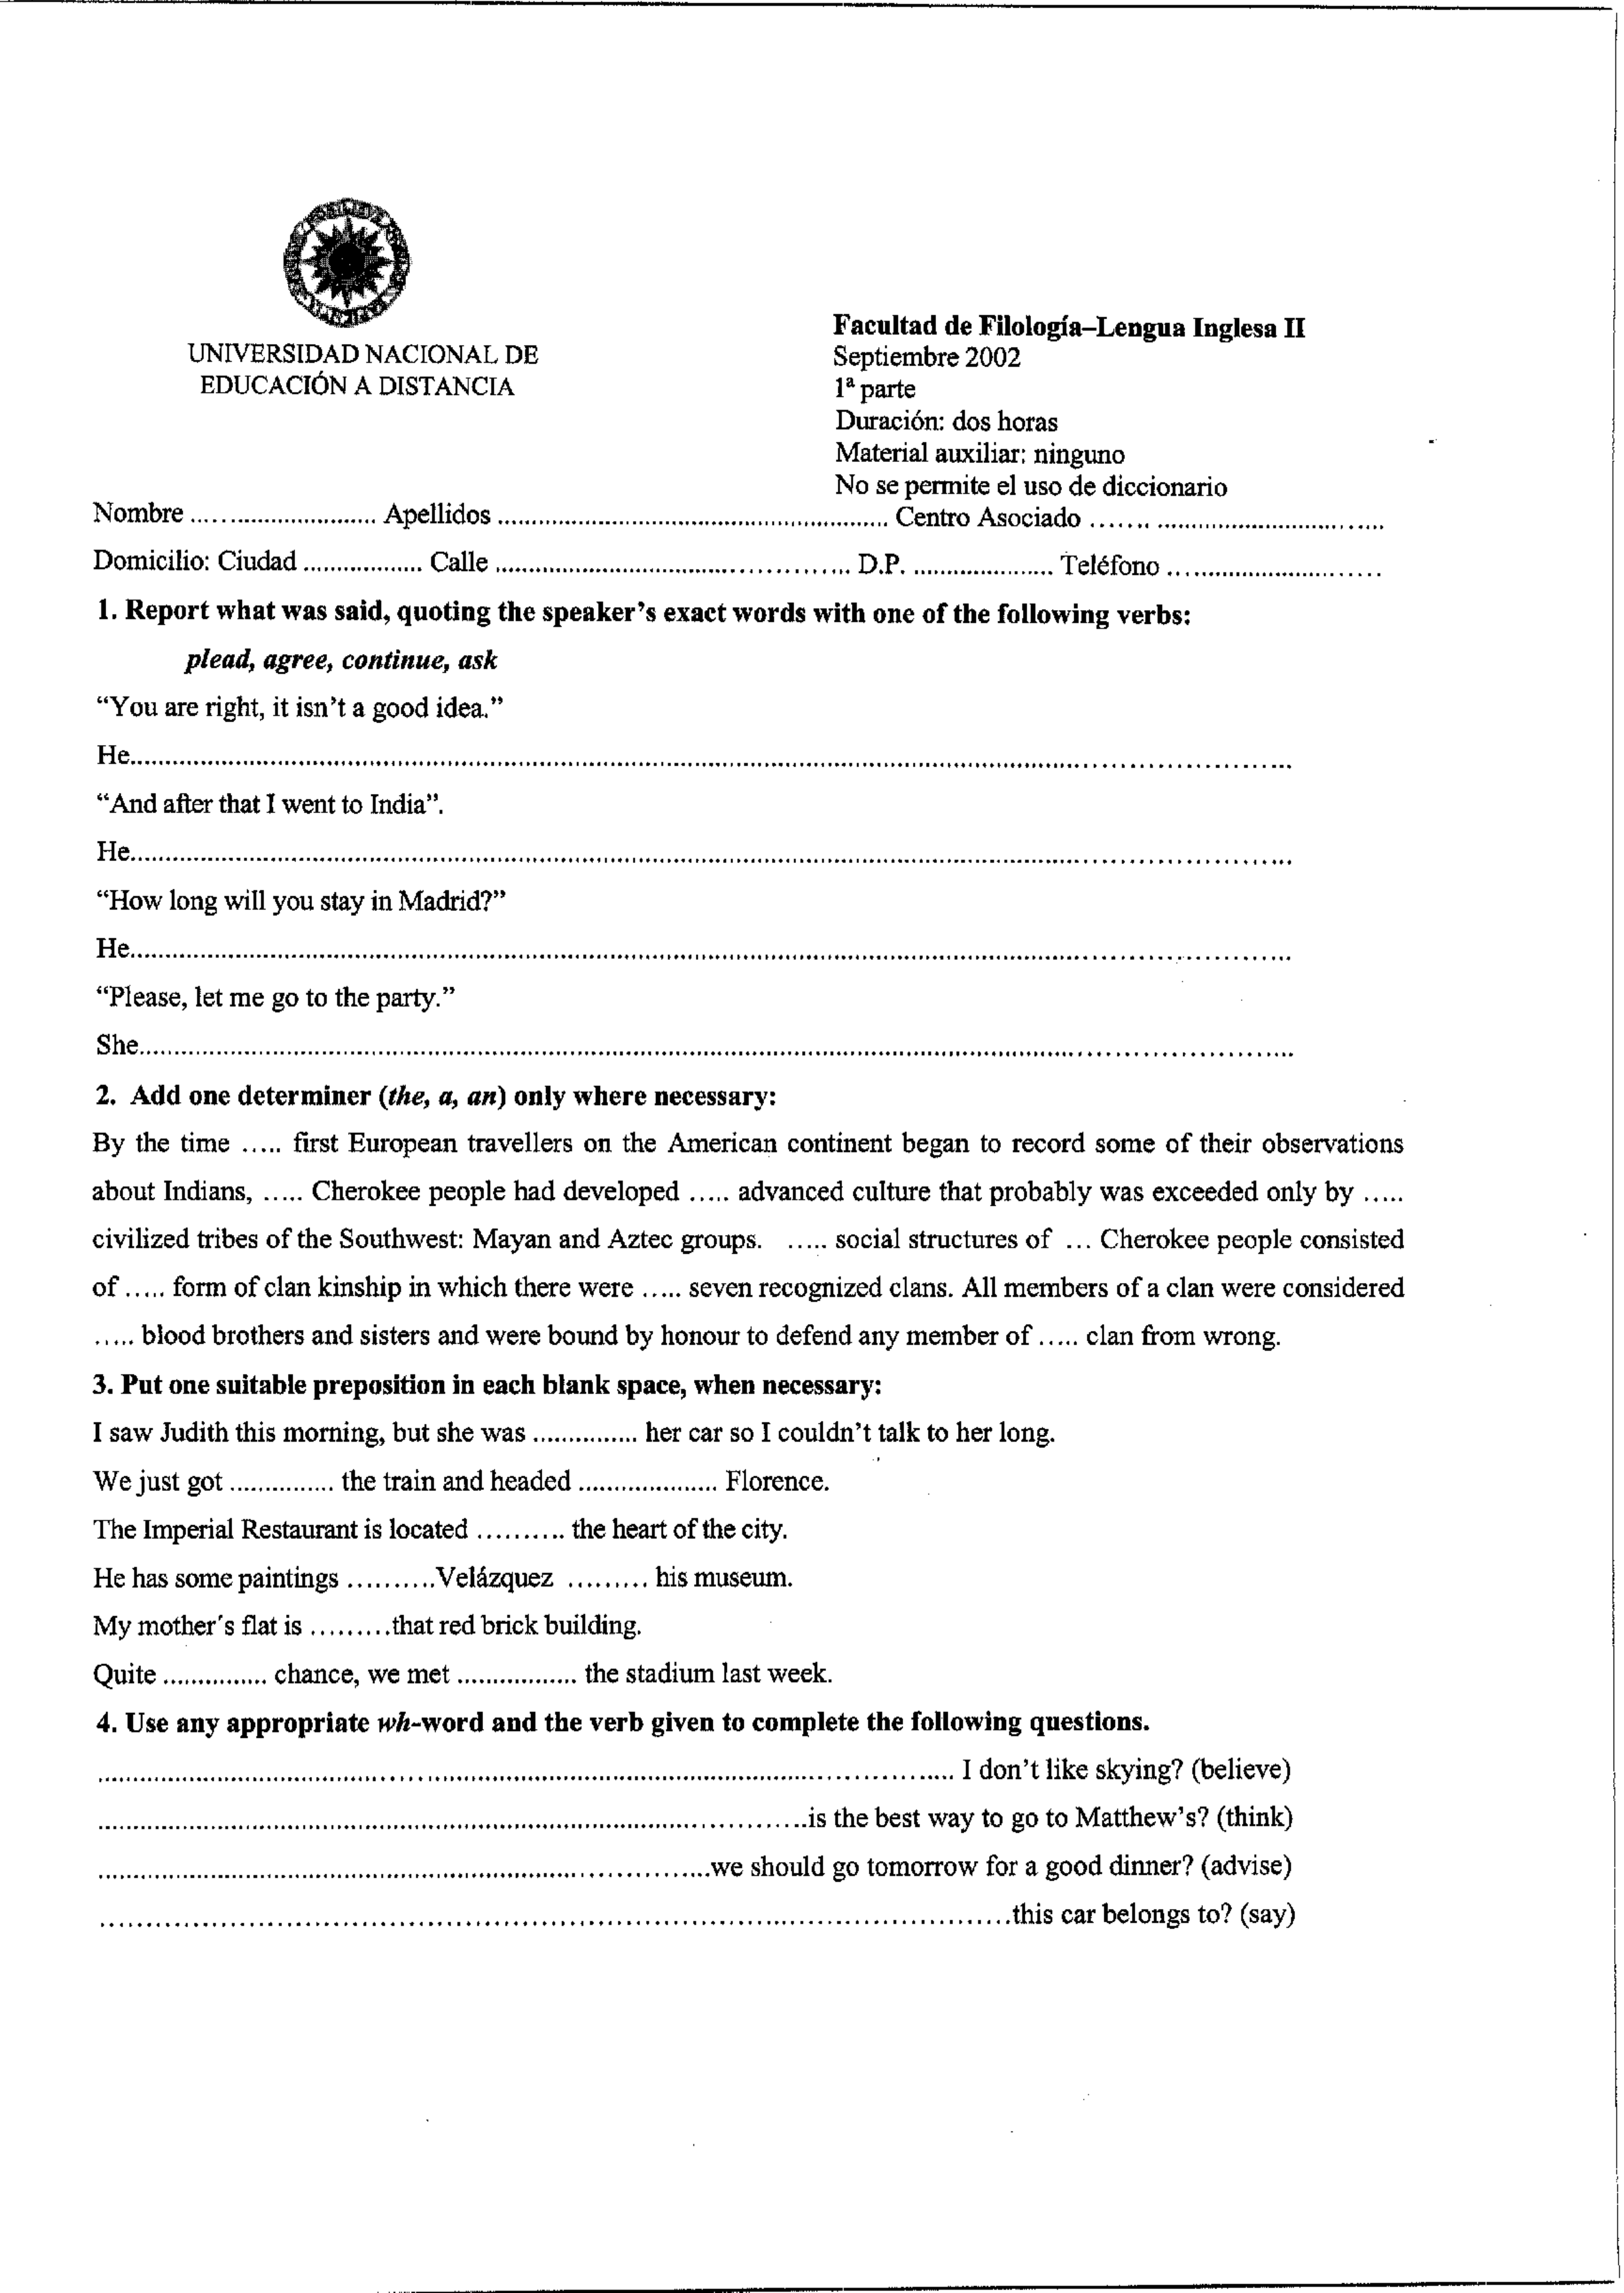 UNIVERSIDAD NACIONAL DE
EDUCACIÓN A DISTANCIA
Facultad de Filología–Lengua Inglesa II
Septiembre 2002
1ª parte
Duración: dos horas
Material auxiliar: ninguno
No se permite el uso de diccionario
Nombre .......................... Apellidos ........................................................ Centro Asociado ..........................................
Domicilio: Ciudad ................. Calle ................................................... D.P. .................... Teléfono ...............................
1. Report what was said, quoting the speaker's exact words with one of the following verbs:
plead, agree, continue, ask
“You are right, it isn't a good idea.”
He........................................................................................................................
“And after that I went to India”.
He........................................................................................................................
“How long will you stay in Madrid?”
He........................................................................................................................
“Please, let me go to the party.”
She.......................................................................................................................
2. Add one determiner (the, a, an) only where necessary:
By the time ..... first European travellers on the American continent began to record some of their observations
about Indians, ..... Cherokee people had developed ..... advanced culture that probably was exceeded only by .....
civilized tribes of the Southwest: Mayan and Aztec groups. ..... social structures of ... Cherokee people consisted
of ..... form of clan kinship in which there were ..... seven recognized clans. All members of a clan were considered
..... blood brothers and sisters and were bound by honour to defend any member of ..... clan from wrong.
3. Put one suitable preposition in each blank space, when necessary:
I saw Judith this morning, but she was ............... her car so I couldn't talk to her long.
We just got ............... the train and headed .................... Florence.
The Imperial Restaurant is located .......... the heart of the city.
He has some paintings ..........Velázquez ......... his museum.
My mother's flat is .........that red brick building.
Quite ............... chance, we met ................. the stadium last week.
4. Use any appropriate wh-word and the verb given to complete the following questions.
.................................................................................................... I don't like skying? (believe)
....................................................................................is the best way to go to Matthew's? (think)
.........................................................................we should go tomorrow for a good dinner? (advise)
....................................................................................................this car belongs to? (say)